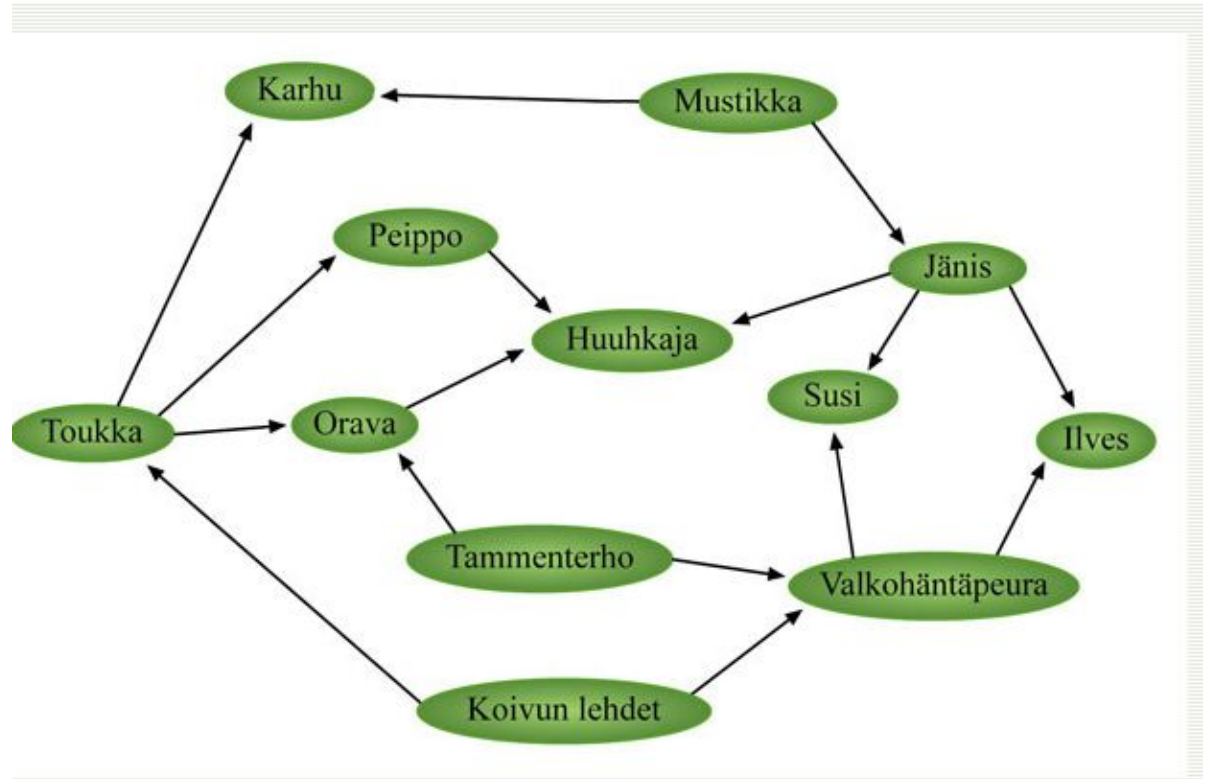 Karhu
Mustikka
Peippo
Jänis
Huuhkaja
Susi
Toukka
Orava
Ilves
Tammenterho
Valkohäntäpeura
Koivun lehdet